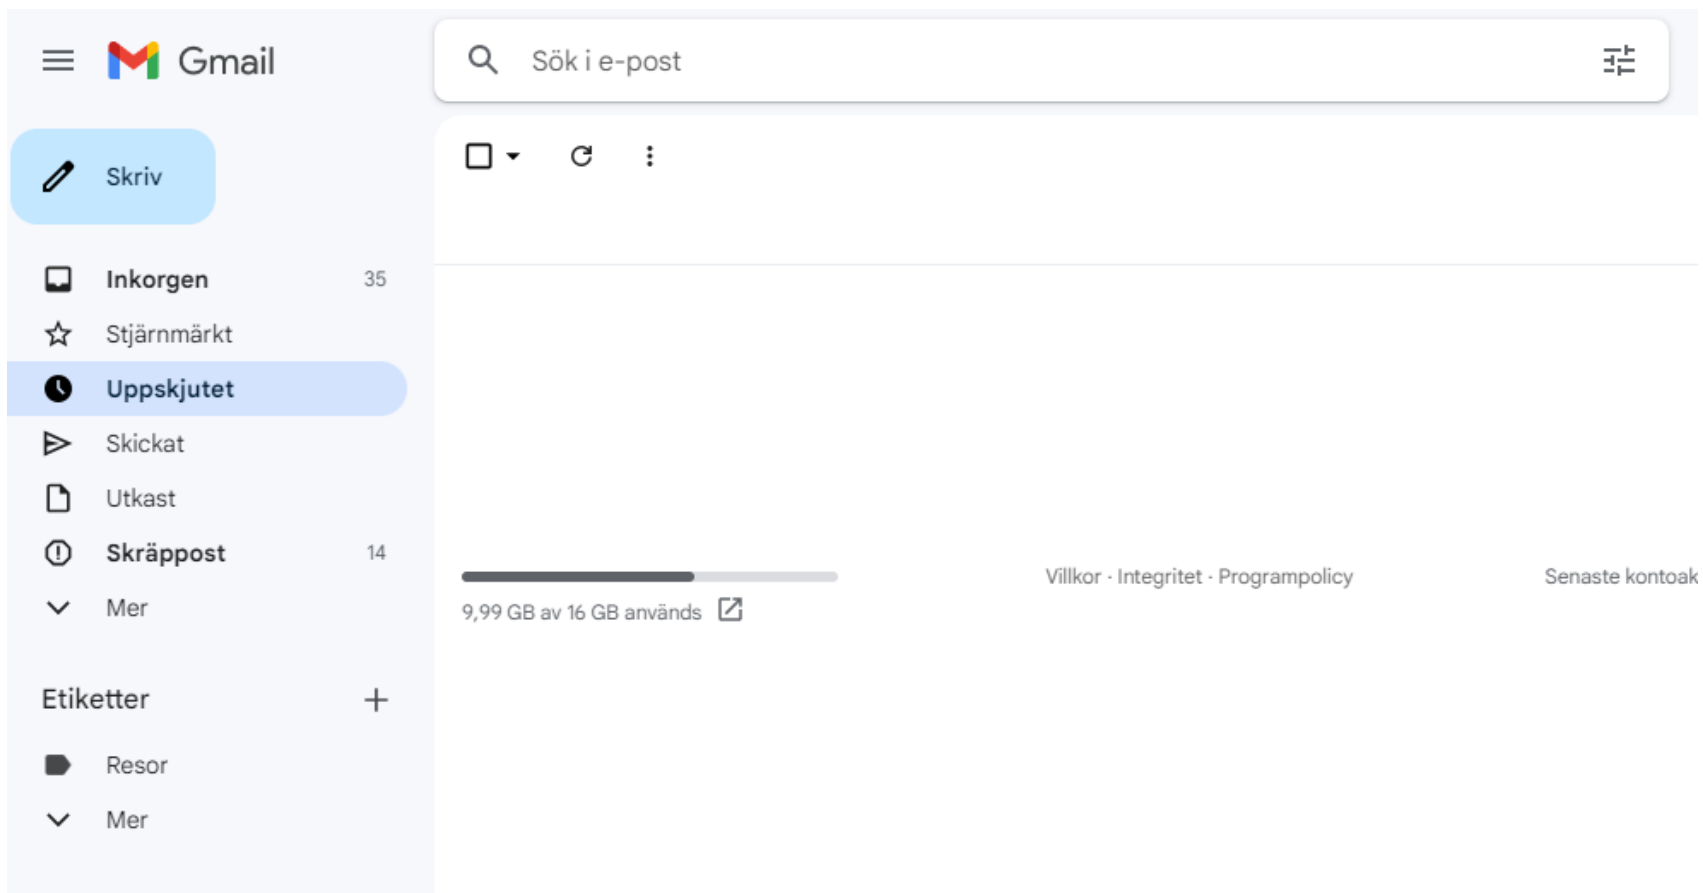 Gmail
Sök i e-post
Skriv
Inkorgen 35
Stjärnmärkt
Uppskjutet
Skickat
Utkast
Skräppost 14
Mer
Etiketter
Resor
Mer
9,99 GB av 16 GB används
Villkor · Integritet · Programpolicy
Senaste kontoak